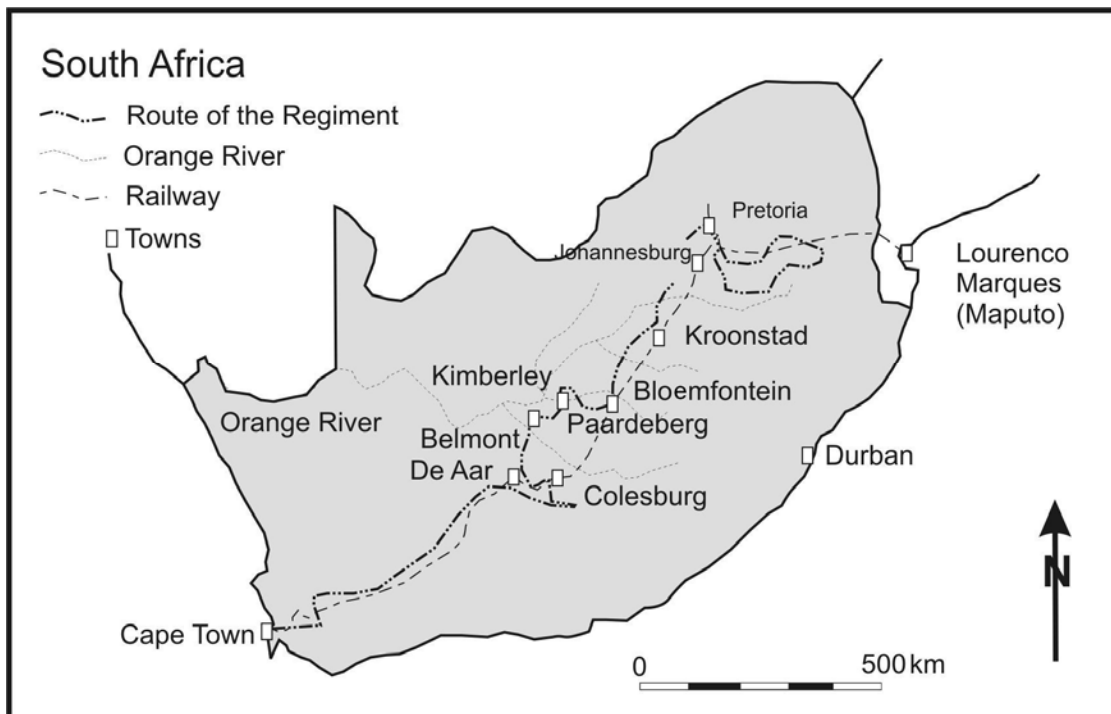 South Africa
Route of the Regiment
Orange River
Railway
Towns
Pretoria
Johannesburg
Lourenco
Marques
(Maputo)
Kroonstad
Kimberley
Bloemfontein
Orange River
Paardeberg
Belmont
De Aar
Durban
Colesburg
N
Cape Town
0
500 km